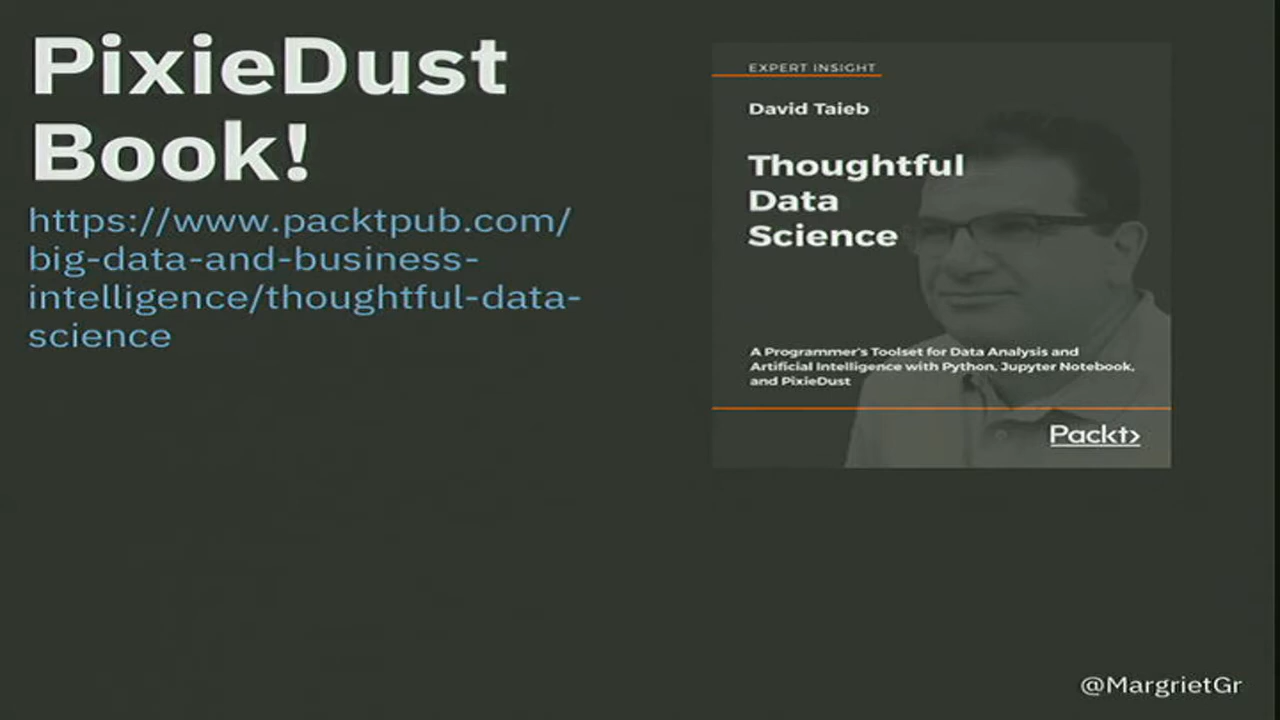 PixieDust
Book!
https://www.packtpub.com/
big-data-and-business-
intelligence/thoughtful-data-
science
EXPERT INSIGHT
David Taieb
Thoughtful
Data
Science
A Programmer's Toolset for Data Analysis and
Artificial Intelligence with Python, Jupyter Notebook,
and PixieDust
Packt>
@MargrietGr